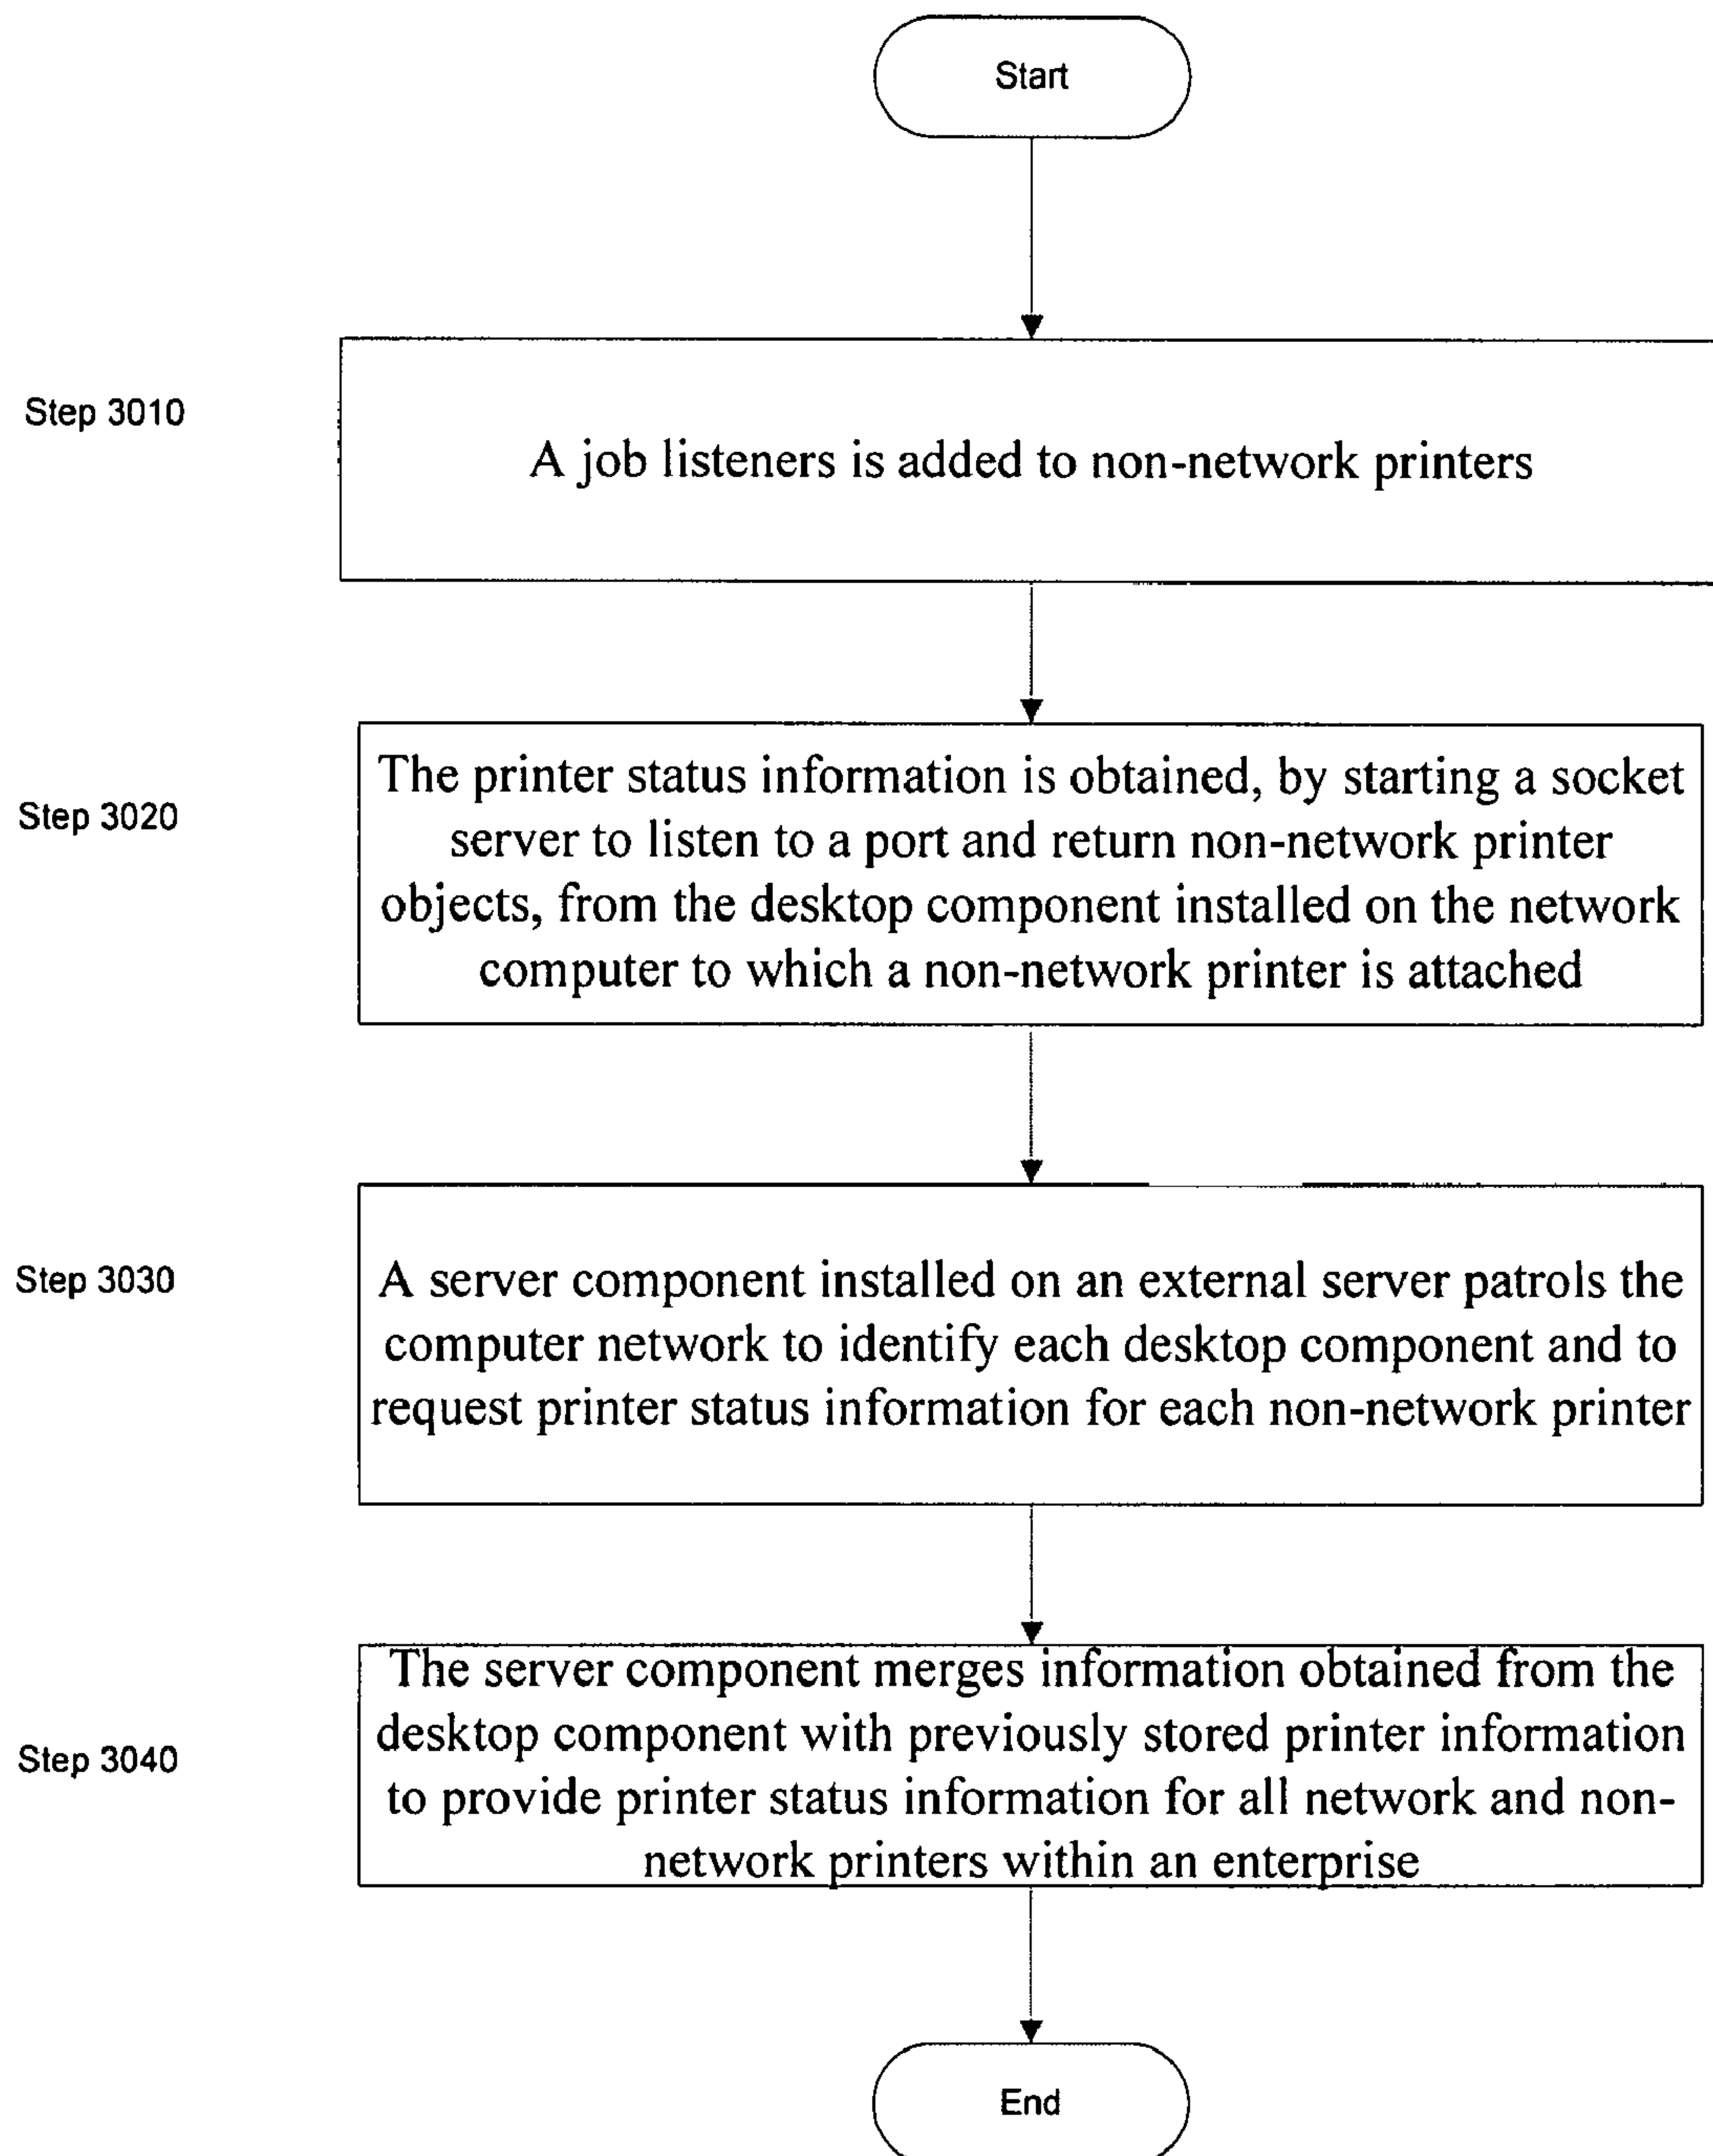 Start
Step 3010
A job listeners is added to non-network printers
Step 3020
The printer status information is obtained, by starting a socket
server to listen to a port and return non-network printer
objects, from the desktop component installed on the network
computer to which a non-network printer is attached
Step 3030
A server component installed on an external server patrols the
computer network to identify each desktop component and to
request printer status information for each non-network printer
Step 3040
The server component merges information obtained from the
desktop component with previously stored printer information
to provide printer status information for all network and non-
network printers within an enterprise
End